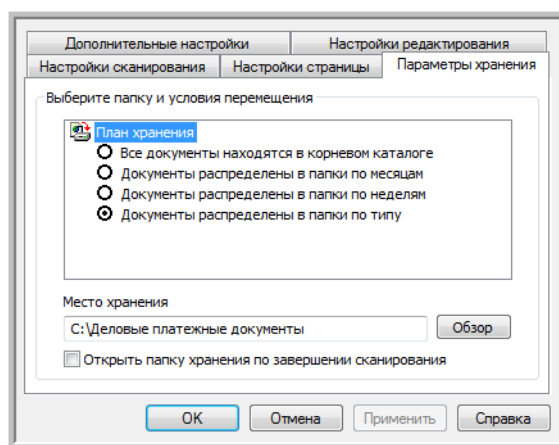 Дополнительные настройки
Настройки редактирования
Настройки сканирования
Настройки страницы
Параметры хранения
Выберите папку и условия перемещения
План хранения
Все документы находятся в корневом каталоге
Документы распределены в папки по месяцам
Документы распределены в папки по неделям
Документы распределены в папки по типу
Место хранения
C:\Деловые платежные документы
Обзор
Открыть папку хранения по завершении сканирования
OK
Отмена
Применить
Справка